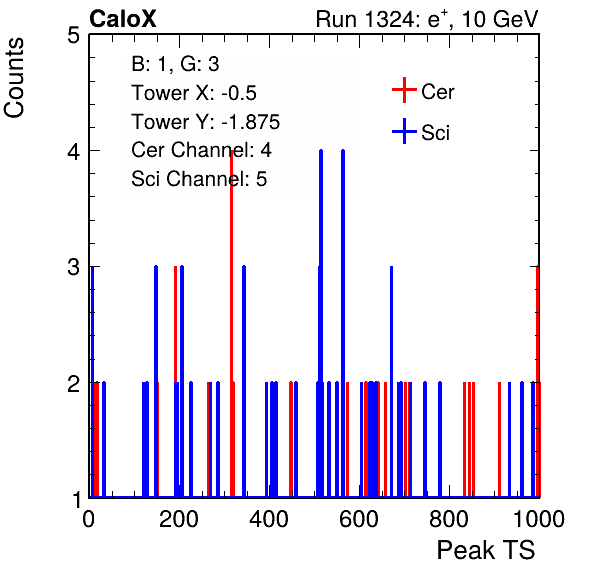 CaloX Run 1324: e⁺, 10 GeV
Counts
B: 1, G: 3
Tower X: -0.5
Tower Y: -1.875
Cer Channel: 4
Sci Channel: 5
Cer
Sci
5
4
3
2
1
0 200 400 600 800 1000
Peak TS